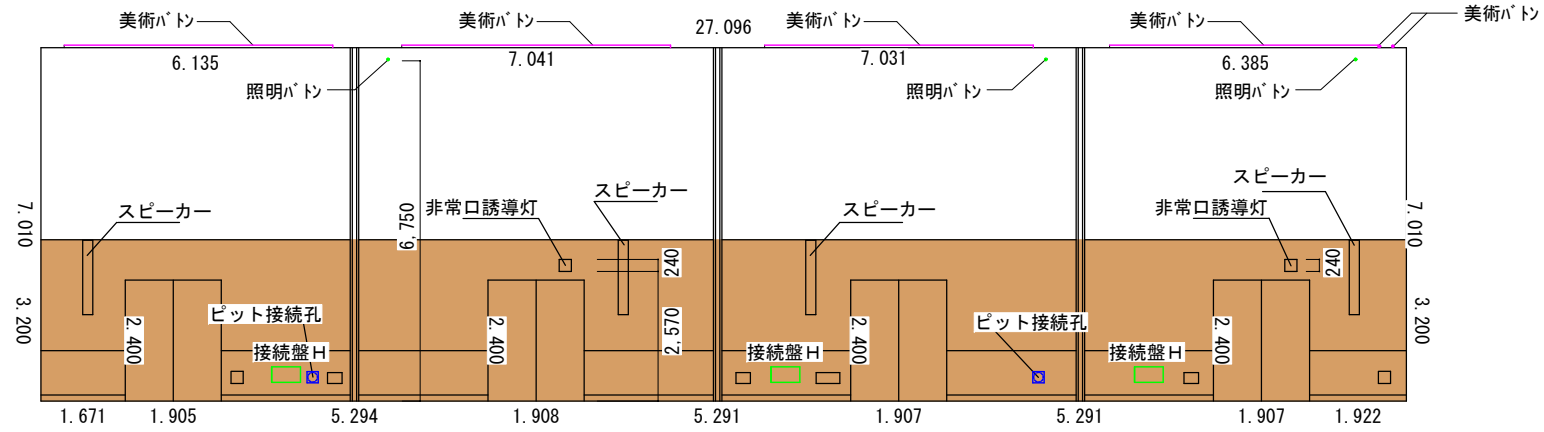 美術バトン
美術バトン
27.096
美術バトン
美術バトン
美術バトン
6.135
7.041
7.031
6.385
照明バトン
照明バトン
照明バトン
7.010
スピーカー
6,750
非常口誘導灯
スピーカー
スピーカー
非常口誘導灯
スピーカー
7.010
240
240
3.200
2.400
ピット接続孔
接続盤H
2.400
2,570
接続盤H
2.400
ピット接続孔
接続盤H
2.400
3.200
1.671
1.905
5.294
1.908
5.291
1.907
5.291
1.907
1.922